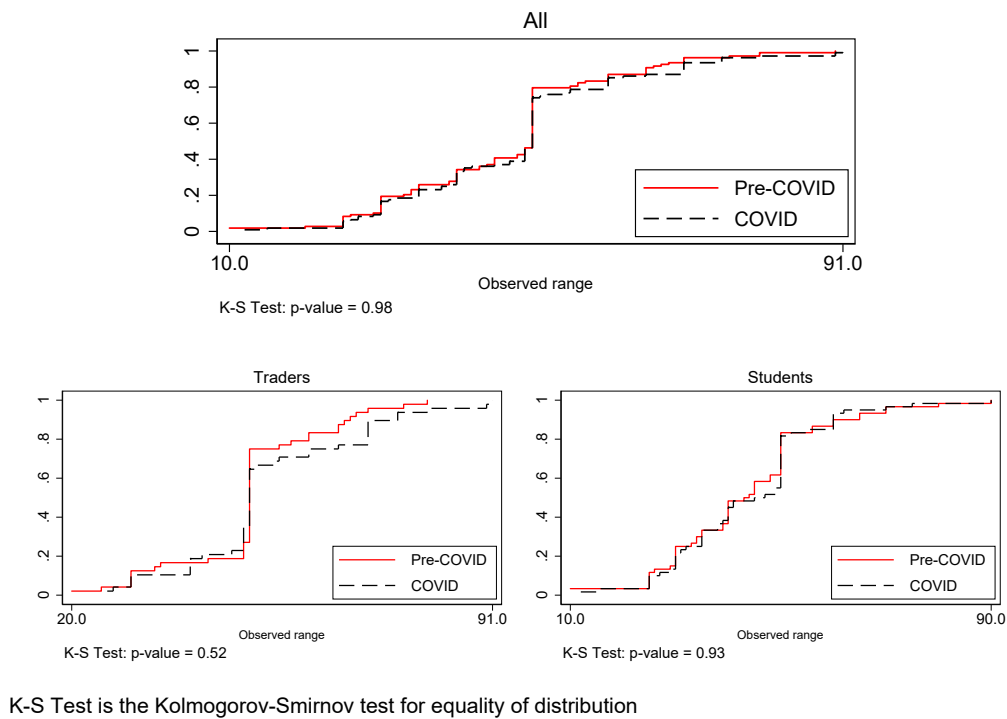 All
0 .2 .4 .6 .8 1
Pre-COVID
COVID
10.0 91.0
Observed range
K-S Test: p-value = 0.98
Traders
0 .2 .4 .6 .8 1
Pre-COVID
COVID
20.0 91.0
Observed range
K-S Test: p-value = 0.52
Students
0 .2 .4 .6 .8 1
Pre-COVID
COVID
10.0 90.0
Observed range
K-S Test: p-value = 0.93
K-S Test is the Kolmogorov-Smirnov test for equality of distribution